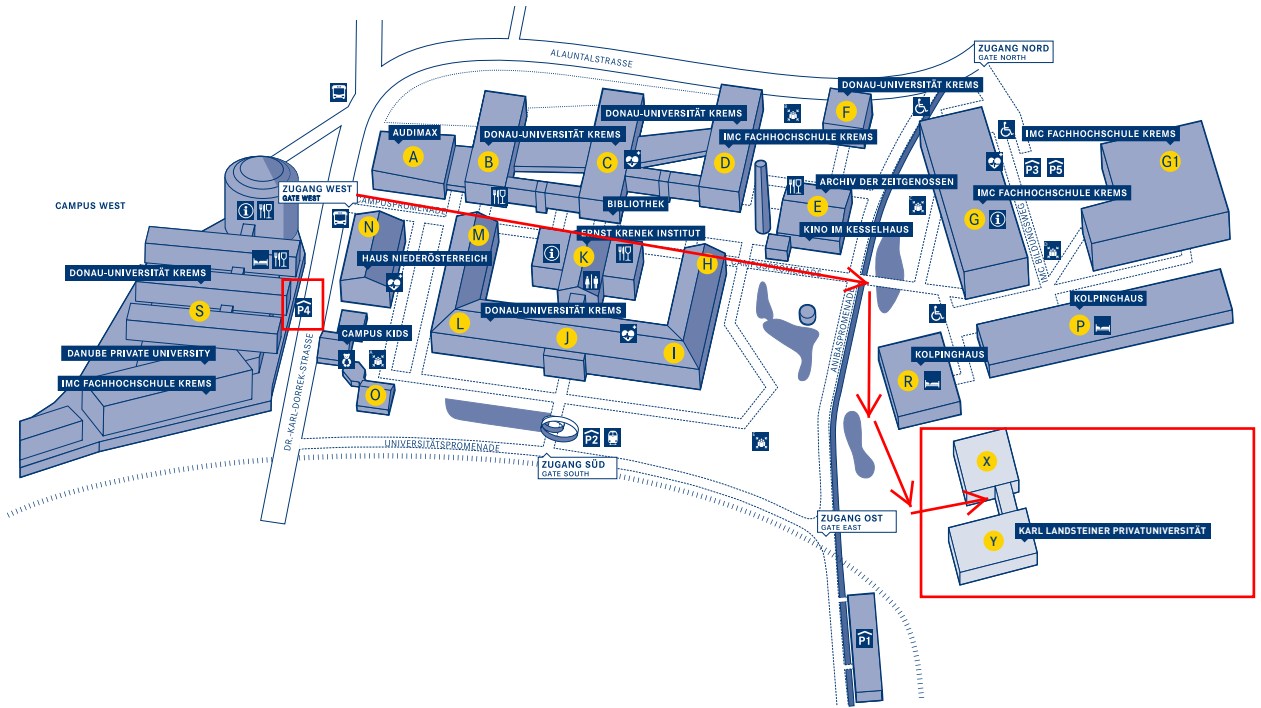 ALAUNTALSTRASSE
ZUGANG NORD
GATE NORTH
DONAU-UNIVERSITÄT KREMS
F
DONAU-UNIVERSITÄT KREMS
IMC FACHHOCHSCHULE KREMS
AUDIMAX
DONAU-UNIVERSITÄT KREMS
IMC FACHHOCHSCHULE KREMS
A
B
C
D
G1
P3
P5
ZUGANG WEST
GATE WEST
CAMPUSPROMENADE
ARCHIV DER ZEITGENOSSEN
IMC FACHHOCHSCHULE KREMS
CAMPUS WEST
BIBLIOTHEK
E
G
N
M
ERNST KRENEK INSTITUT
KINO IM KESSELHAUS
HAUS NIEDERÖSTERREICH
K
H
DONAU-UNIVERSITÄT KREMS
S
P4
DONAU-UNIVERSITÄT KREMS
KOLPINGHAUS
P
L
J
I
CAMPUS KIDS
ANIBASPROMENADE
DANUBE PRIVATE UNIVERSITY
KOLPINGHAUS
R
IMC FACHHOCHSCHULE KREMS
O
DR.-KARL-DORREK-STRASSE
P2
UNIVERSITÄTSPROMENADE
ZUGANG SÜD
GATE SOUTH
X
ZUGANG OST
GATE EAST
KARL LANDSTEINER PRIVATUNIVERSITÄT
Y
P1